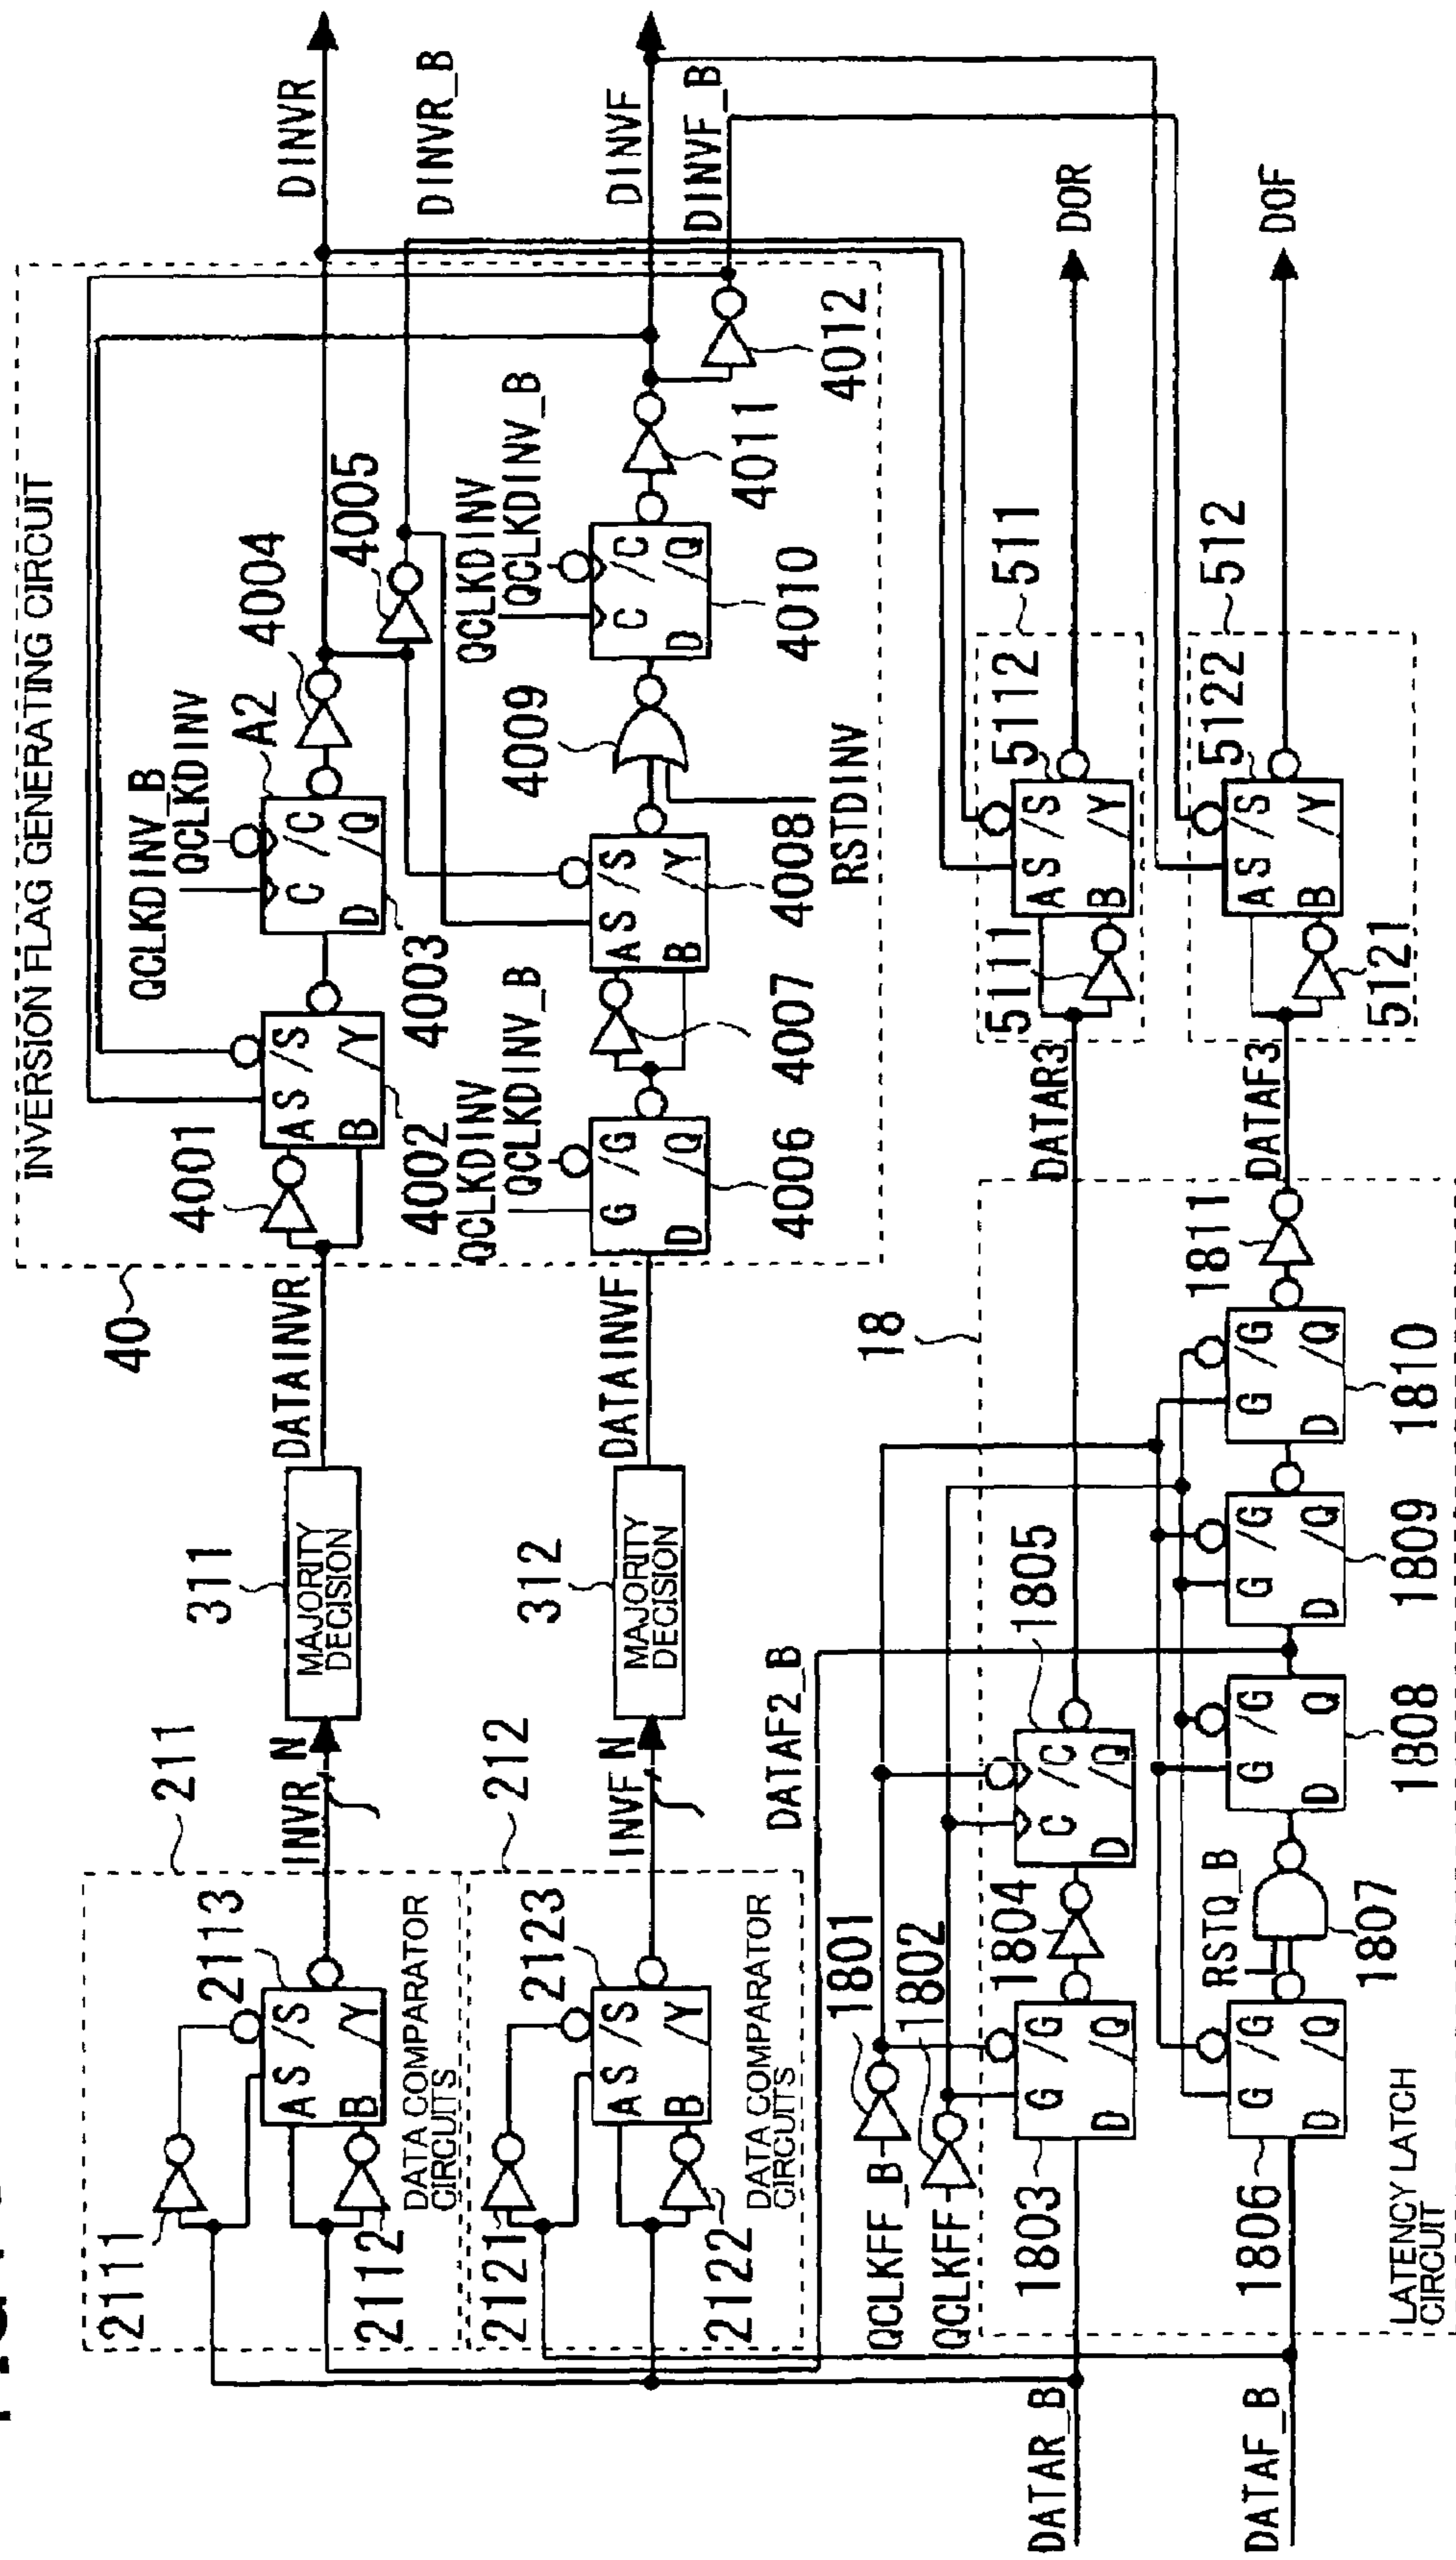 INVERSION FLAG GENERATING CIRCUIT
40
211
2111
2112
2113
A S /S
B /Y
DATA COMPARATOR
CIRCUITS
INVR N
311
MAJORITY
DECISION
DATAINVR
4001
4002
A S /S
B /Y
QCLKDINV_B
QCLKDINV
4003
C /C
D /Q
A2
4004
4005
DINVR
DINVR_B
212
2121
2122
2123
A S /S
B /Y
DATA COMPARATOR
CIRCUITS
INVF N
312
MAJORITY
DECISION
DATAINVF
QCLKDINV
QCLKDINV_B
G /G
D /Q
4006
4007
A S /S
B /Y
4008
4009
RSTDINV
QCLKDINV
QCLKDINV_B
C /C
D /Q
4010
4011
4012
DINVF
DINVF_B
DATAF2_B
18
QCLKFF_B
QCLKFF
1801
1802
DATAR_B
1803
G /G
D /Q
1804
C /C
D /Q
1805
DATAR3
5111
A S /S
B /Y
5112
511
DOR
DATAF_B
1806
G /G
D /Q
RSTQ_B
1807
G /G
D Q
1808
G /G
D /Q
1809
G /G
D /Q
1810
1811
DATAF3
5121
A S /S
B /Y
5122
512
DOF
LATENCY LATCH
CIRCUIT